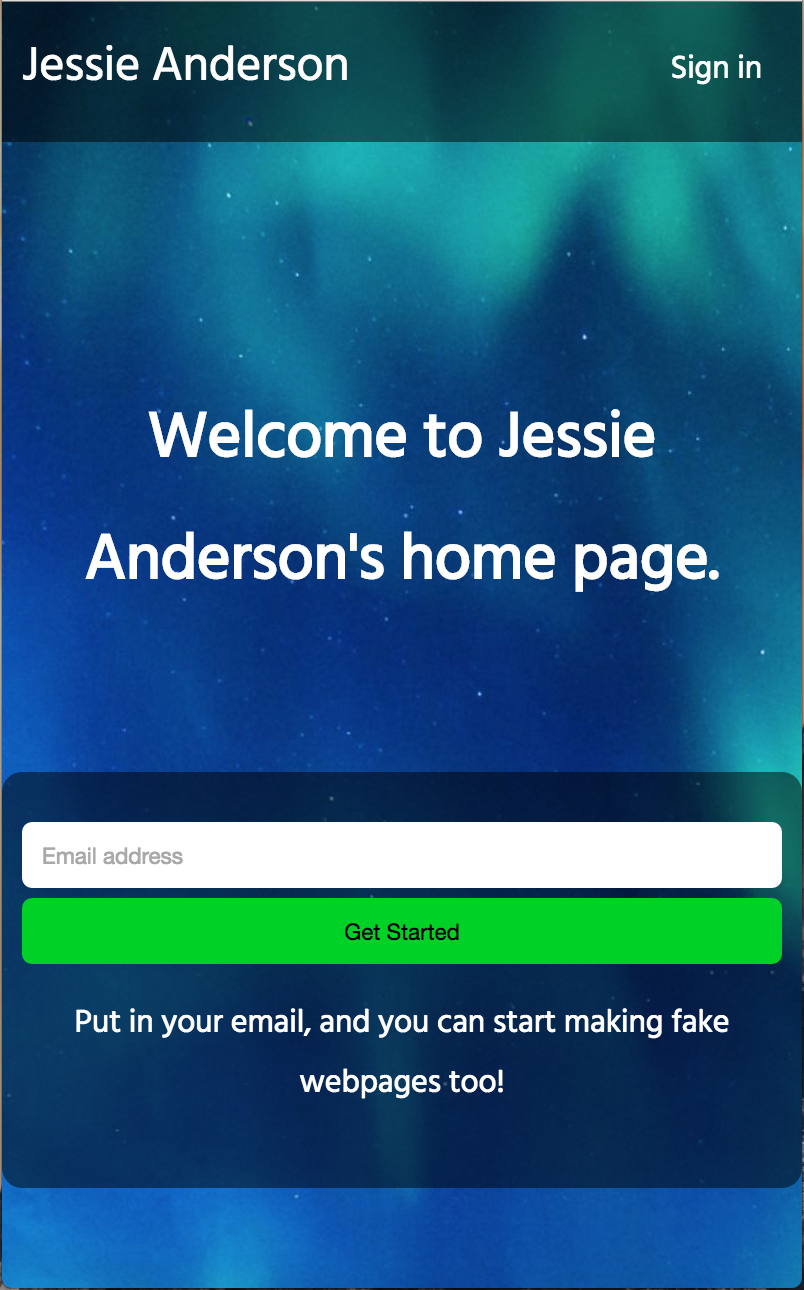 Jessie Anderson
Sign in
Welcome to Jessie
Anderson's home page.
Email address
Get Started
Put in your email, and you can start making fake
webpages too!